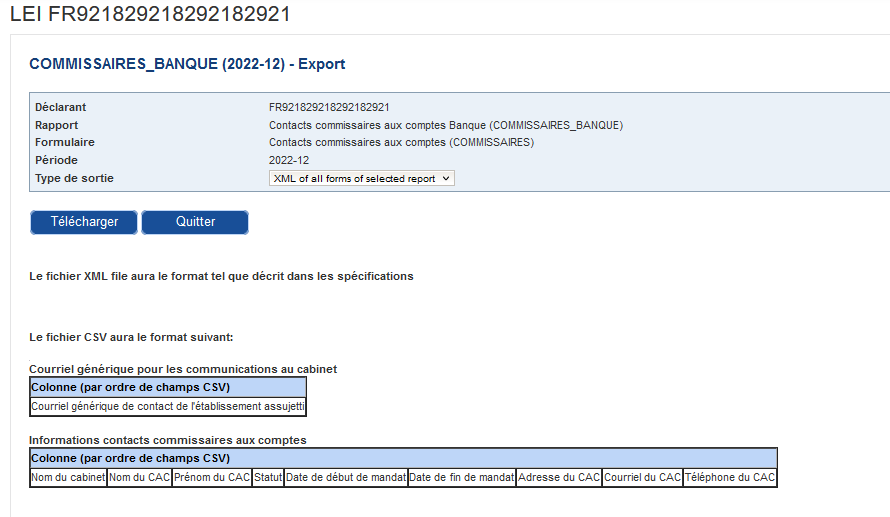 LEI FR921829218292182921
COMMISSAIRES_BANQUE (2022-12) - Export
Déclarant FR921829218292182921
Rapport Contacts commissaires aux comptes Banque (COMMISSAIRES_BANQUE)
Formulaire Contacts commissaires aux comptes (COMMISSAIRES)
Période 2022-12
Type de sortie XML of all forms of selected report
Télécharger Quitter
Le fichier XML file aura le format tel que décrit dans les spécifications
Le fichier CSV aura le format suivant:
Courriel générique pour les communications au cabinet
Colonne (par ordre de champs CSV)
Courriel générique de contact de l'établissement assujetti
Informations contacts commissaires aux comptes
Colonne (par ordre de champs CSV)
Nom du cabinet Nom du CAC Prénom du CAC Statut Date de début de mandat Date de fin de mandat Adresse du CAC Courriel du CAC Téléphone du CAC